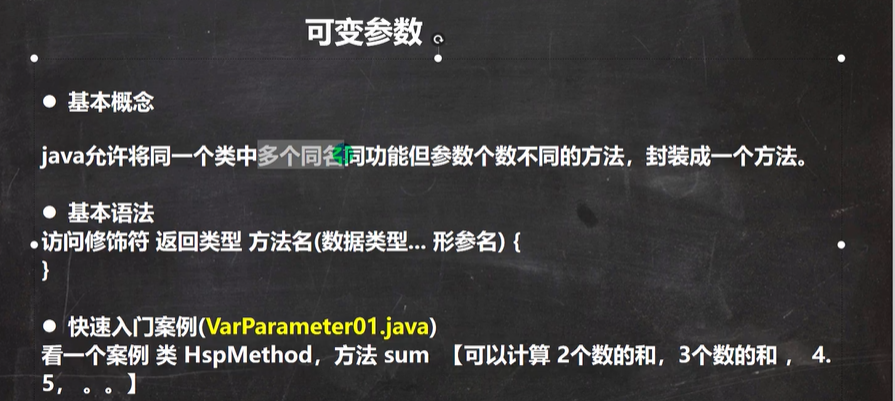 可变参数
● 基本概念
java允许将同一个类中多个同名同功能但参数个数不同的方法，封装成一个方法。
● 基本语法
访问修饰符 返回类型 方法名(数据类型... 形参名) {
}
● 快速入门案例(VarParameter01.java)
看一个案例 类 HspMethod，方法 sum 【可以计算 2个数的和，3个数的和 ， 4.
5， 。。】